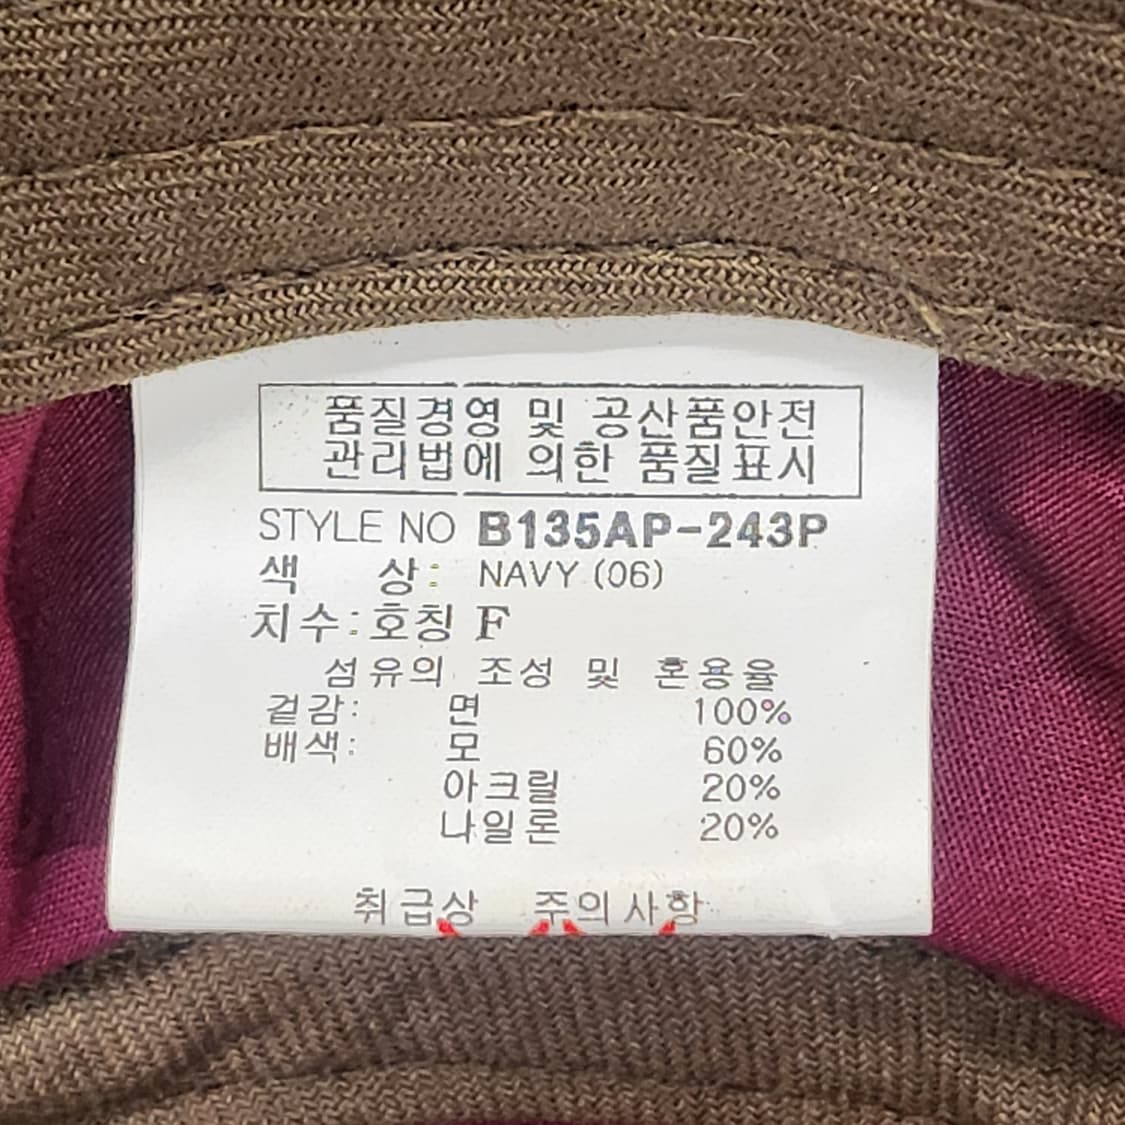 품질경영 및 공산품안전
관리법에 의한 품질표시
STYLE NO B135AP-243P
색 상: NAVY (06)
치수: 호칭 F
섬유의 조성 및 혼용율
겉감: 면 100%
배색: 모 60%
아크릴 20%
나일론 20%
취급상 주의사항